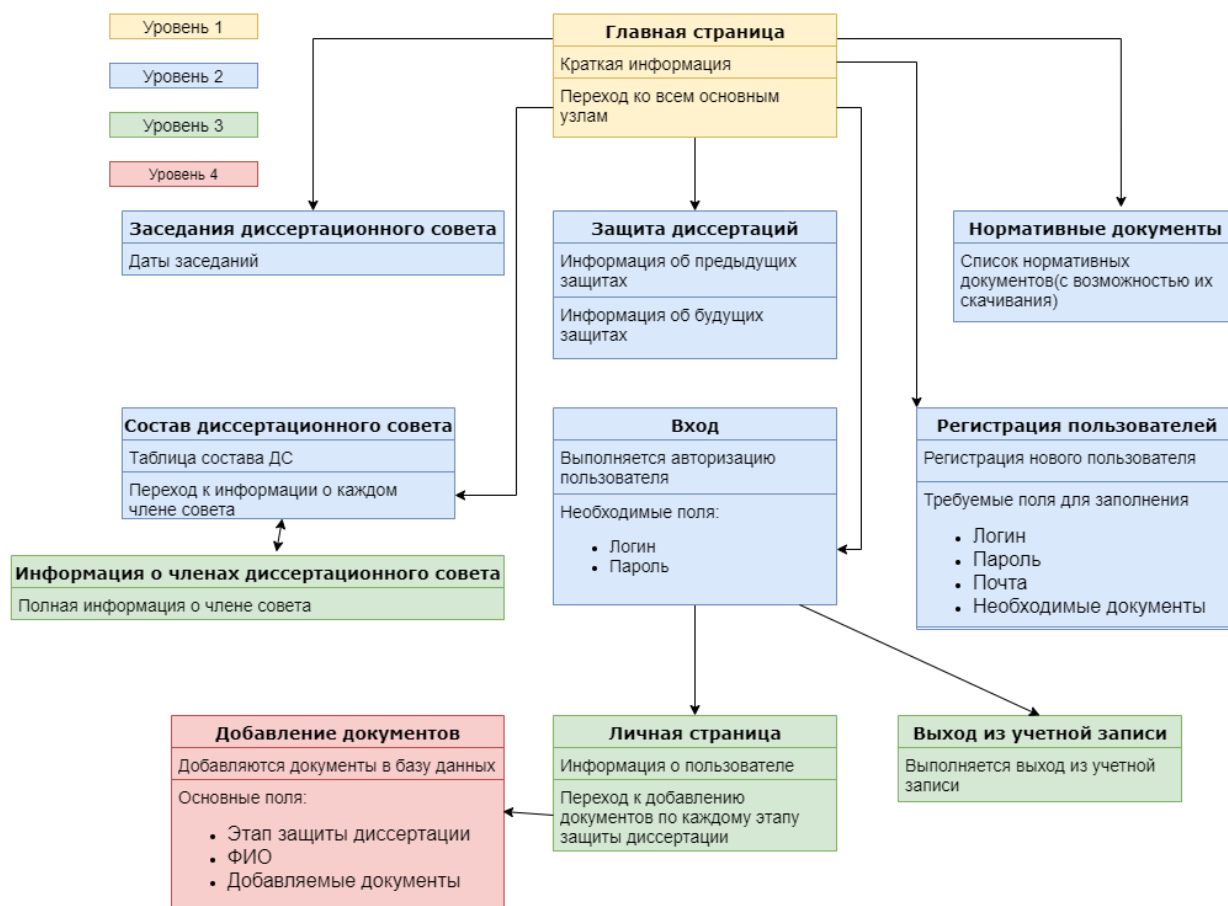 Уровень 1
Уровень 2
Уровень 3
Уровень 4
Главная страница
Краткая информация
Переход ко всем основным
узлам
Заседания диссертационного совета
Даты заседаний
Защита диссертаций
Информация об предыдущих
защитах
Информация об будущих
защитах
Нормативные документы
Список нормативных
документов(с возможностью их
скачивания)
Состав диссертационного совета
Таблица состава ДС
Переход к информации о каждом
члене совета
Вход
Выполняется авторизацию
пользователя
Необходимые поля:
• Логин
• Пароль
Регистрация пользователей
Регистрация нового пользователя
Требуемые поля для заполнения
• Логин
• Пароль
• Почта
• Необходимые документы
Информация о членах диссертационного совета
Полная информация о члене совета
Добавление документов
Добавляются документы в базу данных
Основные поля:
• Этап защиты диссертации
• ФИО
• Добавляемые документы
Личная страница
Информация о пользователе
Переход к добавлению
документов по каждому этапу
защиты диссертации
Выход из учетной записи
Выполняется выход из учетной
записи